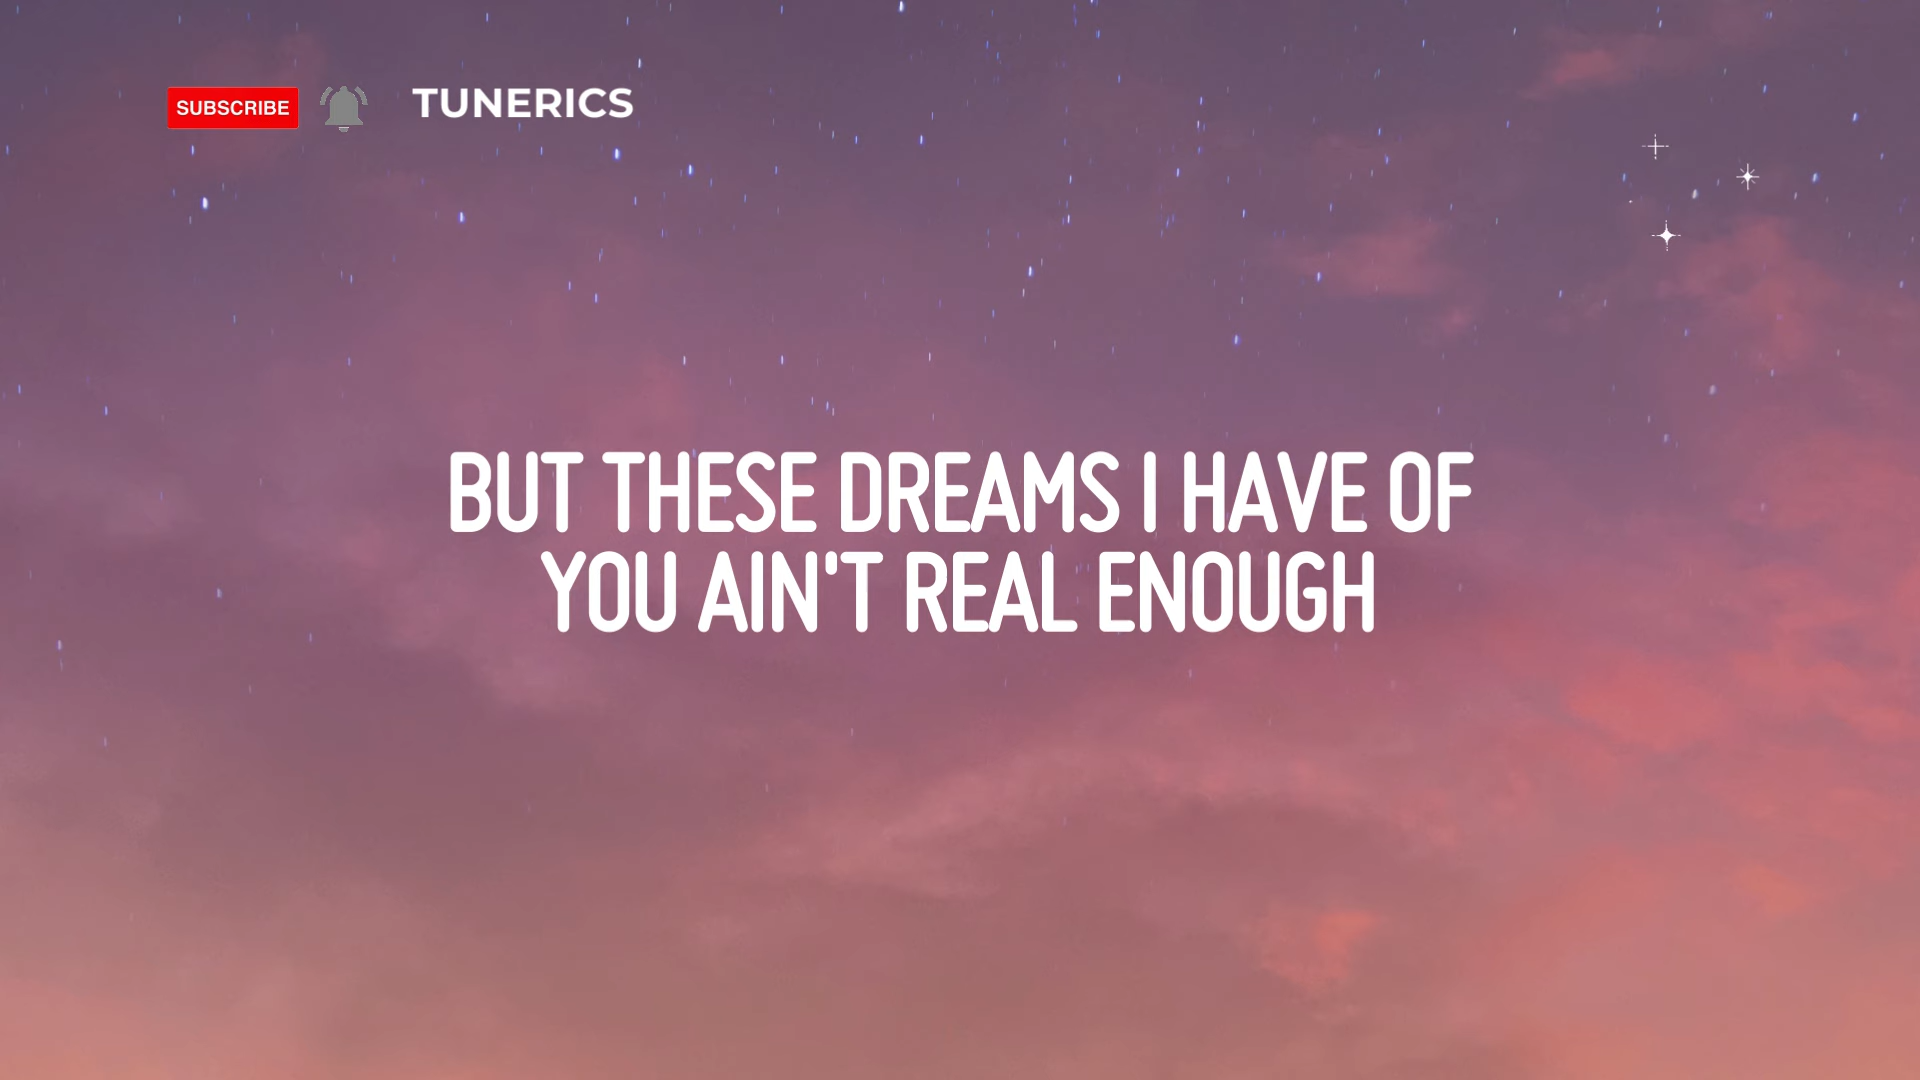 SUBSCRIBE
TUNERICS
BUT THESE DREAMS I HAVE OF
YOU AIN'T REAL ENOUGH